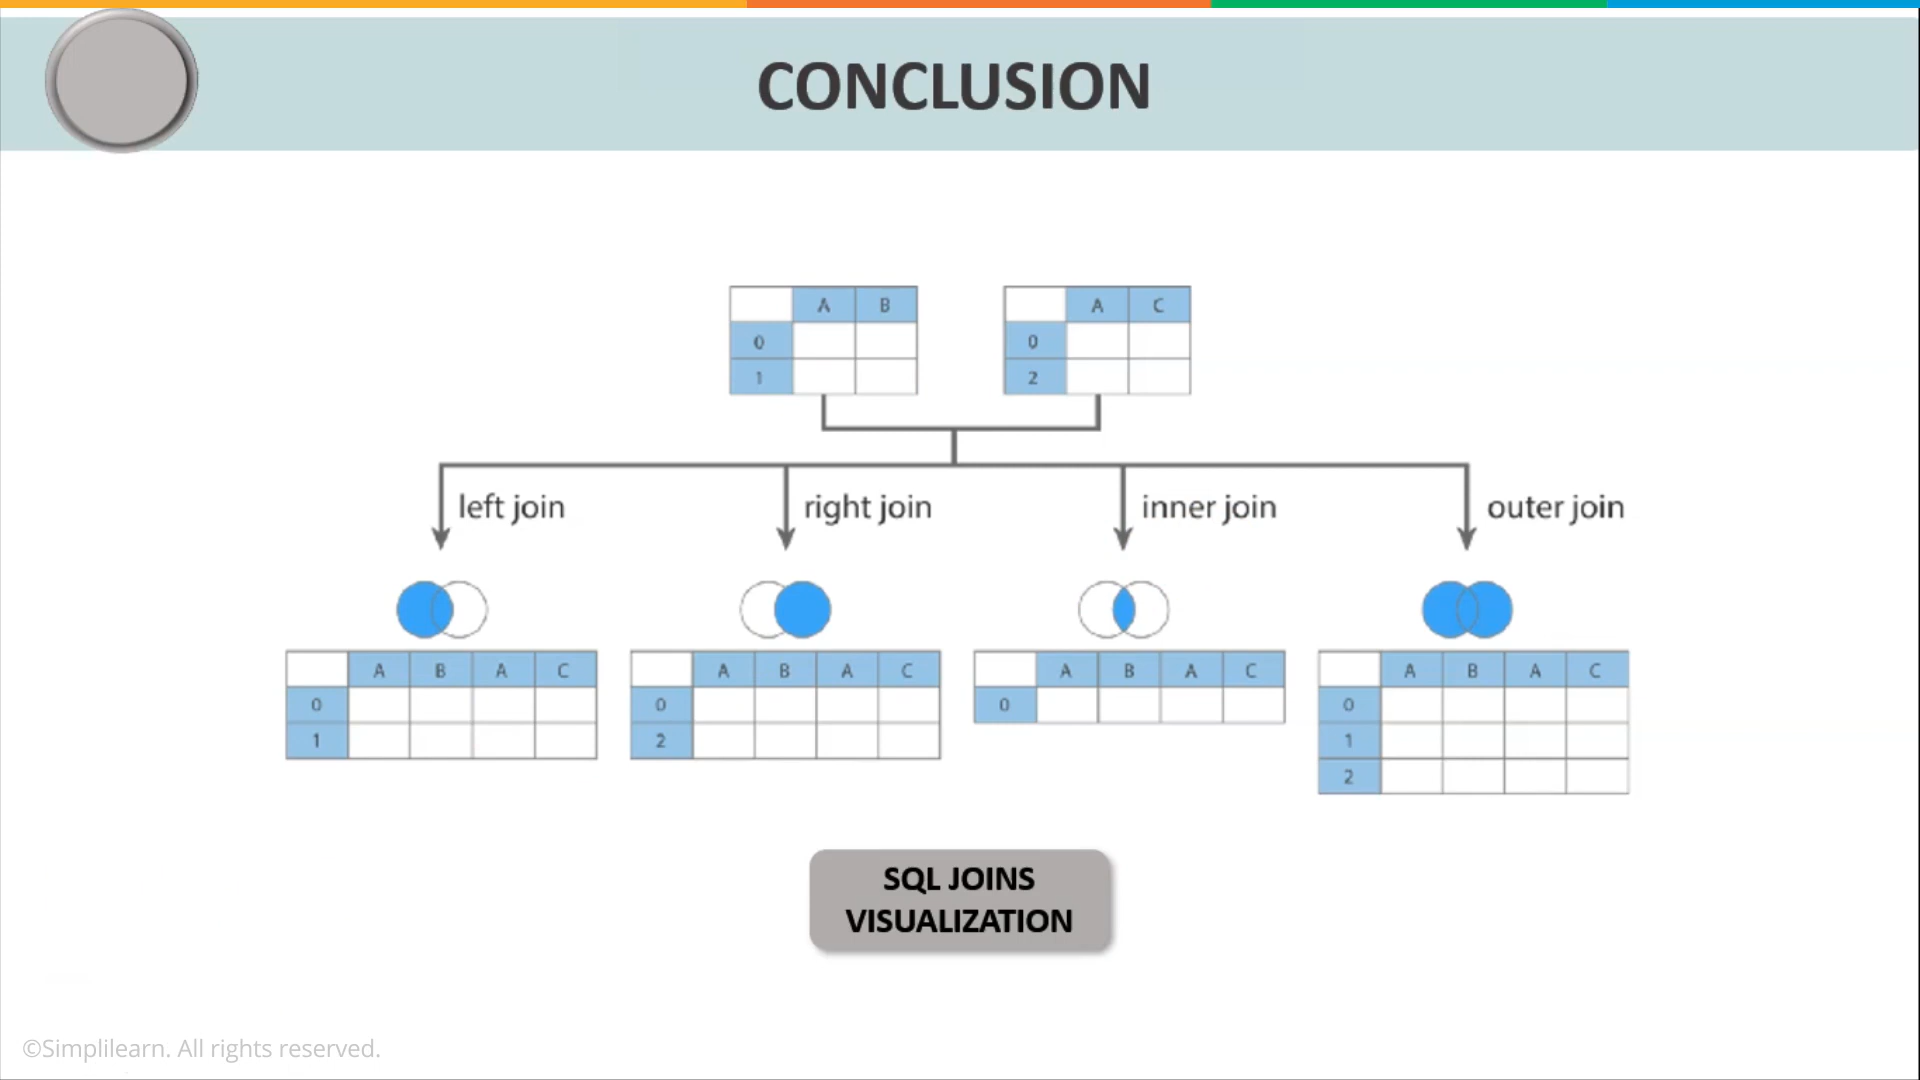 CONCLUSION
A B
0
1
A C
0
2
left join
right join
inner join
outer join
A B A C
0
1
A B A C
0
2
A B A C
0
A B A C
0
1
2
SQL JOINS
VISUALIZATION
©Simplilearn. All rights reserved.